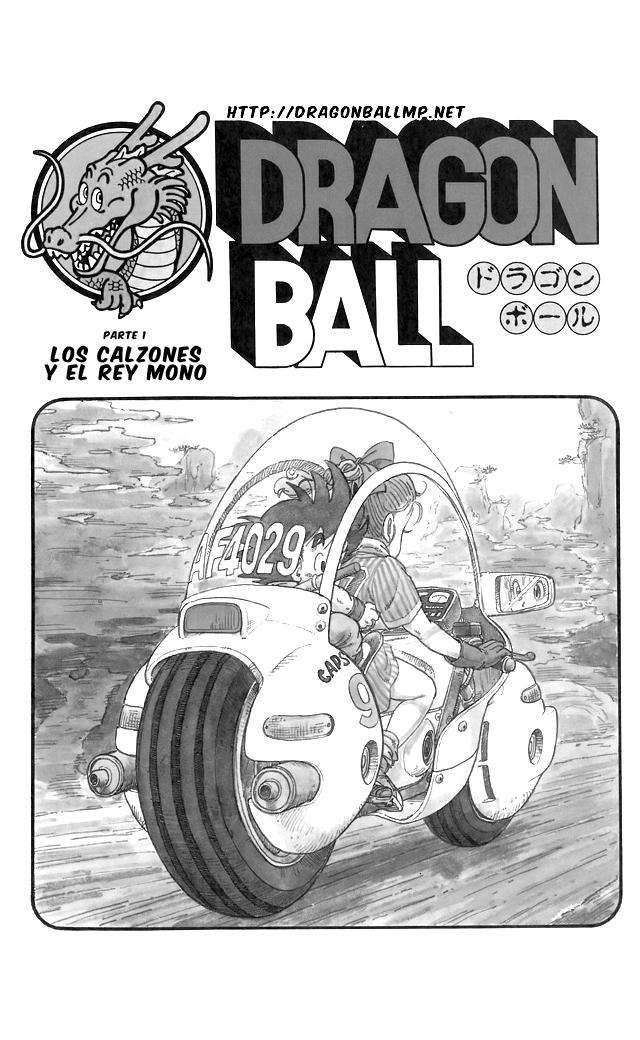 HTTP://DRAGONBALLMP.NET
DRAGON
BALL
ドラゴン
ボール
PARTE 1
LOS CALZONES
Y EL REY MONO
AF4029
CAPS
9